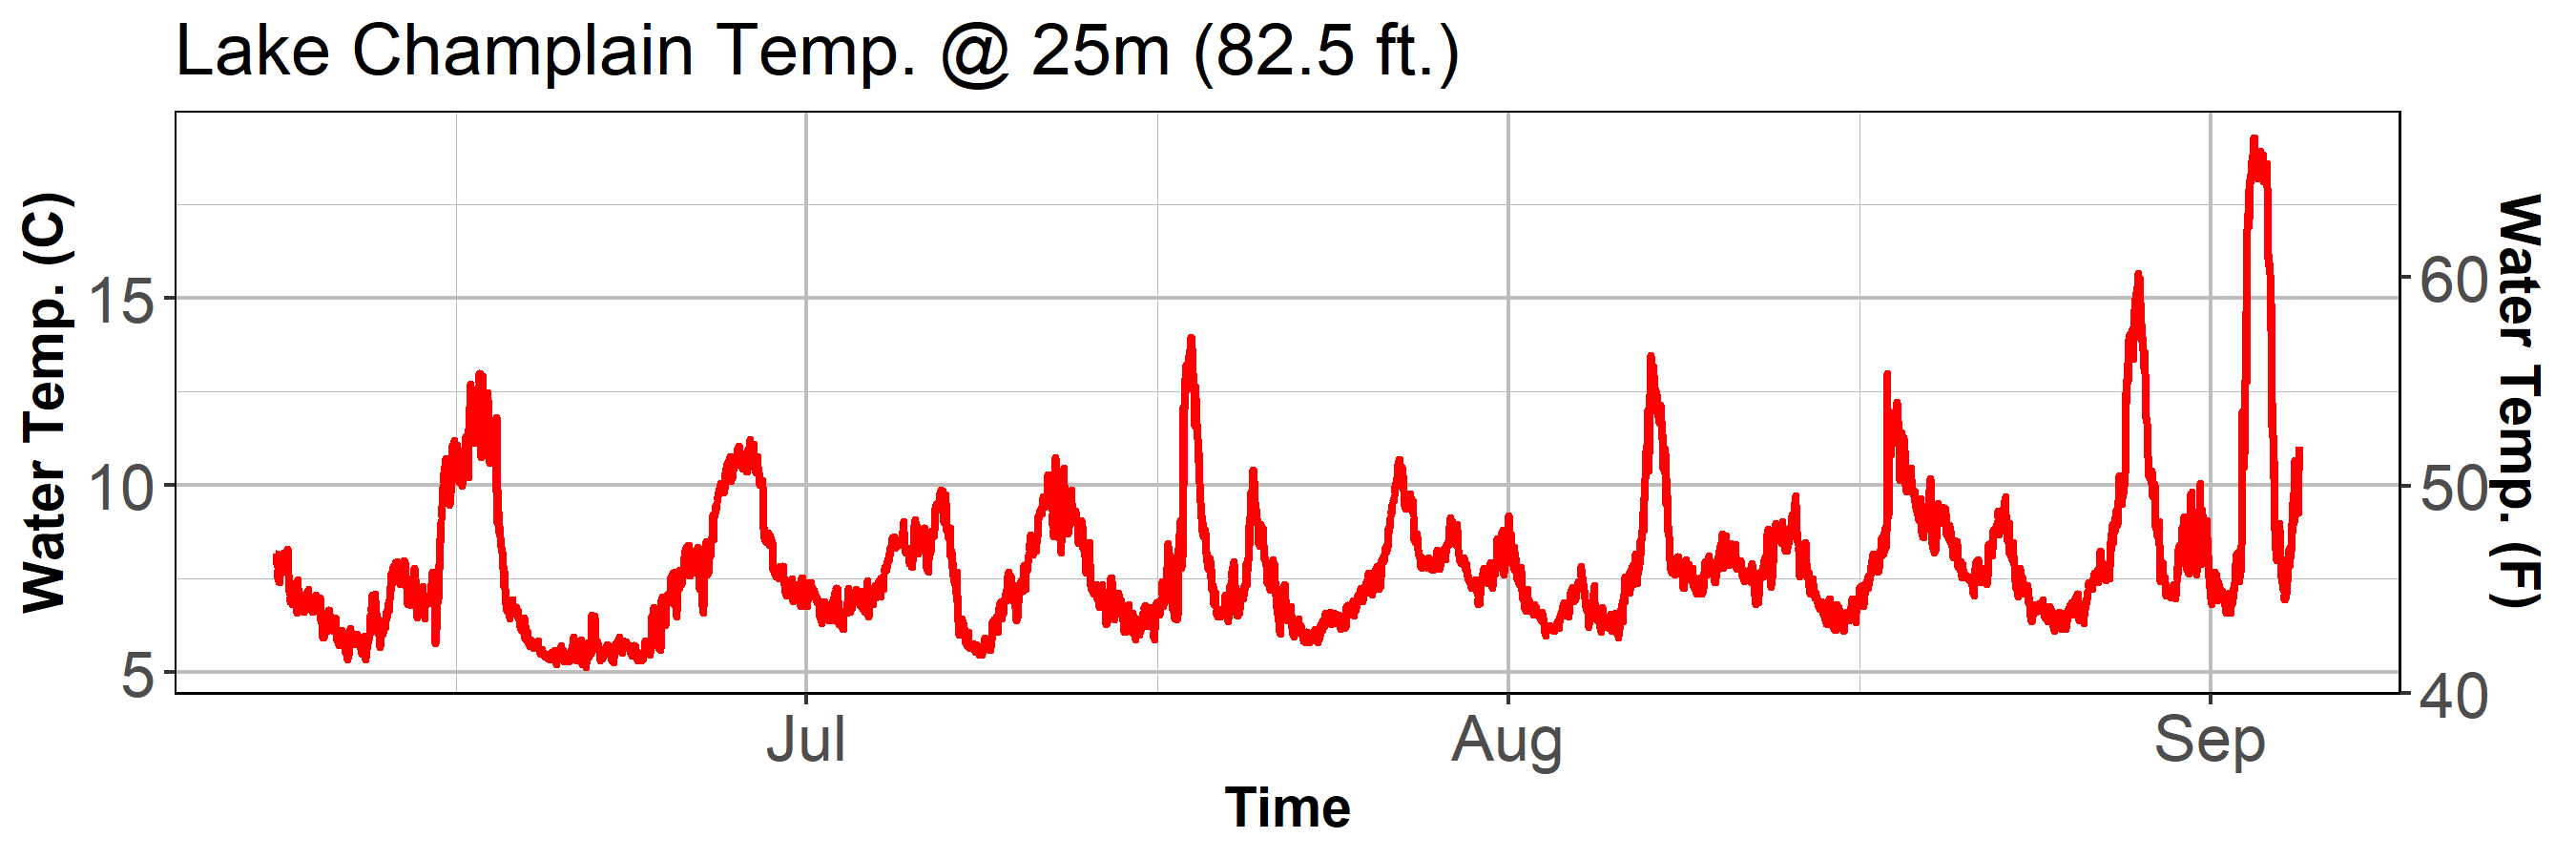 Lake Champlain Temp. @ 25m (82.5 ft.)
Water Temp. (C)
15
10
5
60
50
40
Water Temp. (F)
Jul
Aug
Sep
Time